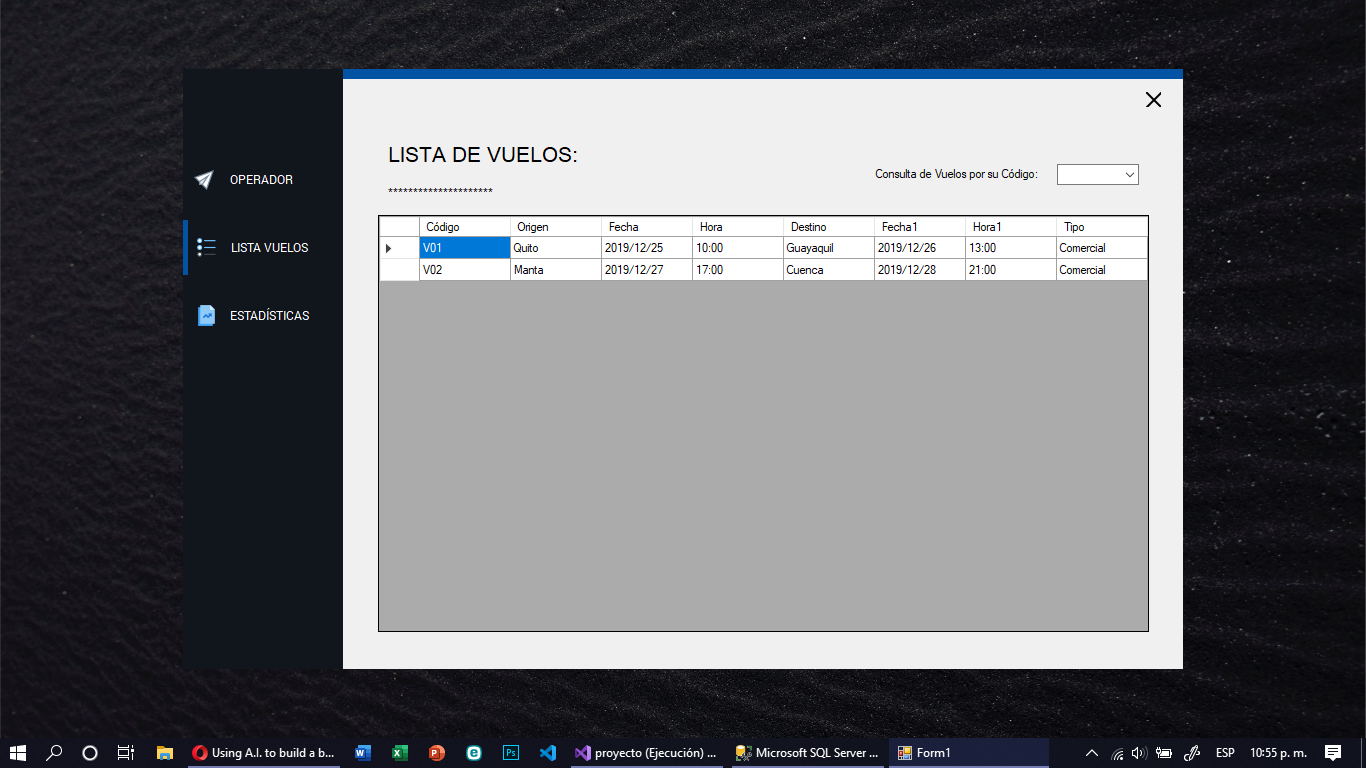 OPERADOR
LISTA VUELOS
ESTADÍSTICAS
LISTA DE VUELOS:
*********************
Consulta de Vuelos por su Código:
Código Origen Fecha Hora Destino Fecha1 Hora1 Tipo
V01 Quito 2019/12/25 10:00 Guayaquil 2019/12/26 13:00 Comercial
V02 Manta 2019/12/27 17:00 Cuenca 2019/12/28 21:00 Comercial
Using A.I. to build a b... proyecto (Ejecución) ... Microsoft SQL Server ... Form1 ESP 10:55 p. m.